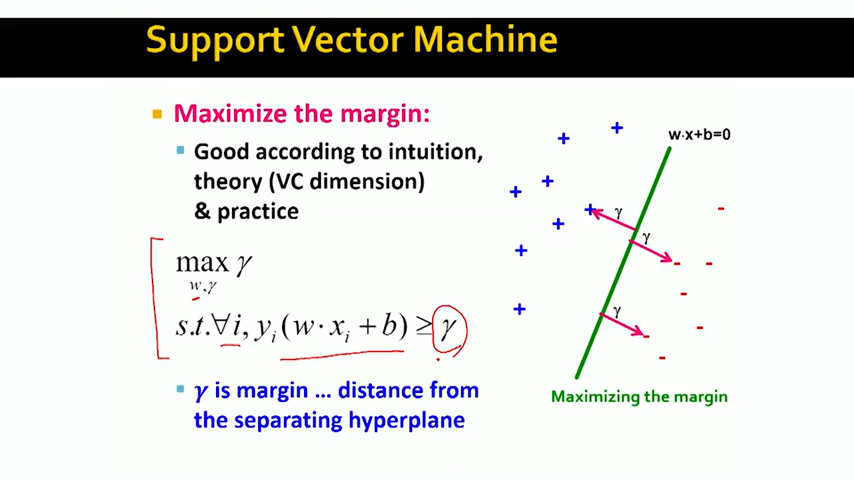 Support Vector Machine
Maximize the margin:
Good according to intuition,
theory (VC dimension)
& practice
max γ
w,γ
s.t.∀i, yᵢ(w · xᵢ + b) ≥ γ
γ is margin ... distance from
the separating hyperplane
w·x+b=0
γ
γ
γ
Maximizing the margin